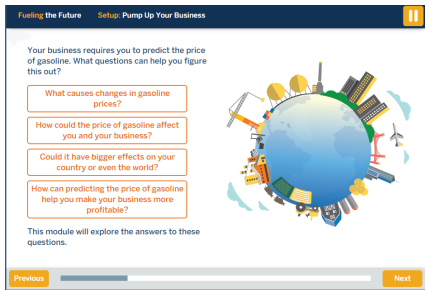 Fueling the Future Setup: Pump Up Your Business
Your business requires you to predict the price
of gasoline. What questions can help you figure
this out?
What causes changes in gasoline
prices?
How could the price of gasoline affect
you and your business?
Could it have bigger effects on your
country or even the world?
How can predicting the price of gasoline
help you make your business more
profitable?
This module will explore the answers to these
questions.
Previous
Next